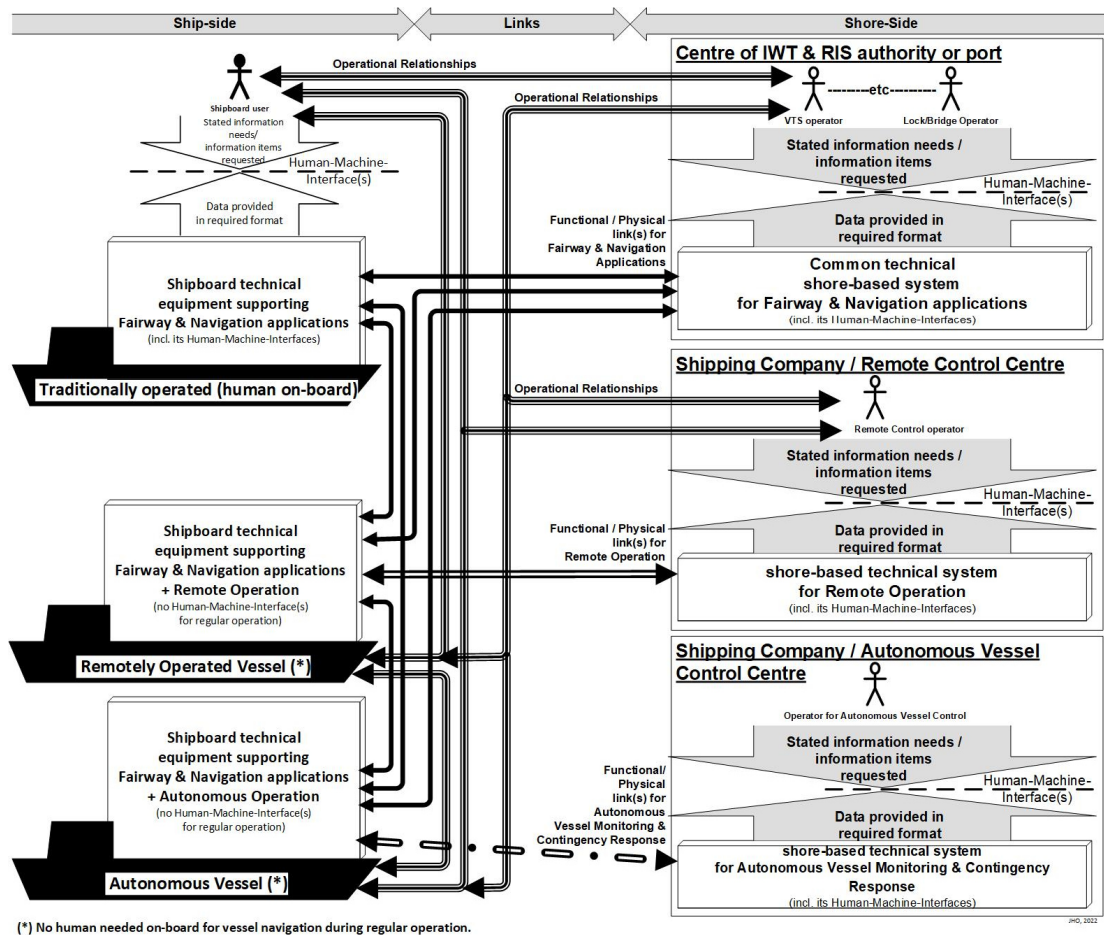 Ship-side
Links
Shore-Side
Shipboard user
Stated information
needs/
information items
requested
Human-Machine-
Interface(s)
Data provided
in required format
Shipboard technical
equipment supporting
Fairway & Navigation applications
(incl. its Human-Machine-Interfaces)
Traditionally operated (human on-board)
Shipboard technical
equipment supporting
Fairway & Navigation applications
+ Remote Operation
(no Human-Machine-Interface(s)
for regular operation)
Remotely Operated Vessel (*)
Shipboard technical
equipment supporting
Fairway & Navigation applications
+ Autonomous Operation
(no Human-Machine-Interface(s)
for regular operation)
Autonomous Vessel (*)
(*) No human needed on-board for vessel navigation during regular operation.
Operational Relationships
Operational Relationships
Functional / Physical
link(s) for
Fairway & Navigation
Applications
Operational Relationships
Functional / Physical
link(s) for
Remote Operation
Functional/
Physical
link(s) for
Autonomous
Vessel Monitoring &
Contingency Response
Centre of IWT & RIS authority or port
---------etc---------
VTS operator
Lock/Bridge Operator
Stated information needs /
information items
requested
Human-Machine-
Interface(s)
Data provided in
required format
Common technical
shore-based system
for Fairway & Navigation applications
(incl. its Human-Machine-Interfaces)
Shipping Company / Remote Control Centre
Remote Control operator
Stated information needs /
information items
requested
Human-Machine-
Interface(s)
Data provided in
required format
shore-based technical system
for Remote Operation
(incl. its Human-Machine-Interfaces)
Shipping Company / Autonomous Vessel
Control Centre
Operator for Autonomous Vessel Control
Stated information needs /
information items
requested
Human-Machine-
Interface(s)
Data provided in
required format
shore-based technical system
for Autonomous Vessel Monitoring & Contingency
Response
(incl. its Human-Machine-Interfaces)
JHO, 2022